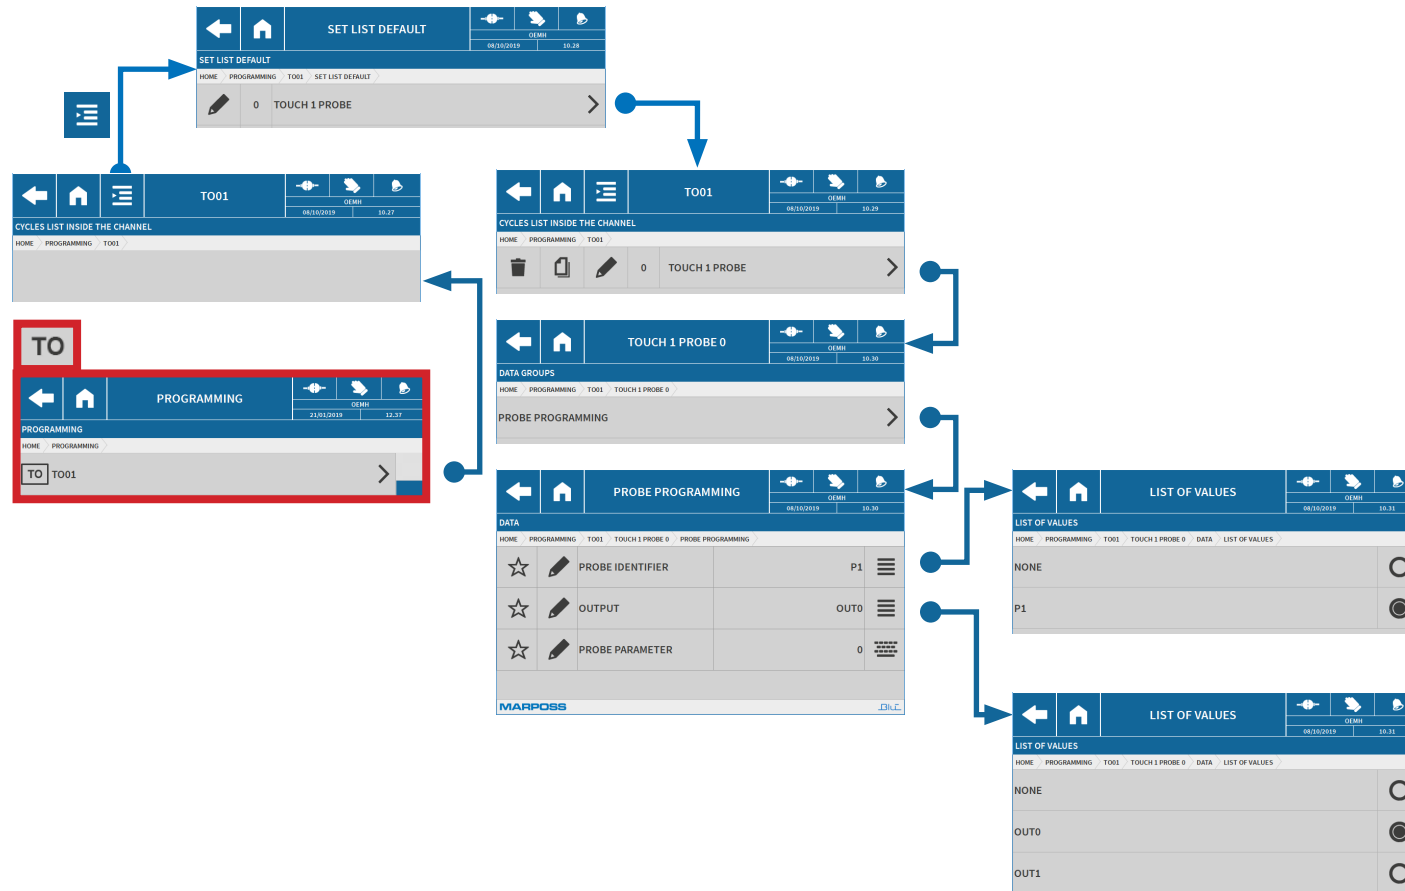 SET LIST DEFAULT
OEMH
08/10/2019 10.28
SET LIST DEFAULT
HOME PROGRAMMING TO01 SET LIST DEFAULT
0 TOUCH 1 PROBE
TO01
OEMH
08/10/2019 10.27
CYCLES LIST INSIDE THE CHANNEL
HOME PROGRAMMING TO01
TO
PROGRAMMING
OEMH
21/01/2019 12.37
PROGRAMMING
HOME PROGRAMMING
TO TO01
TO01
OEMH
08/10/2019 10.29
CYCLES LIST INSIDE THE CHANNEL
HOME PROGRAMMING TO01
0 TOUCH 1 PROBE
TOUCH 1 PROBE 0
OEMH
08/10/2019 10.30
DATA GROUPS
HOME PROGRAMMING TO01 TOUCH 1 PROBE 0
PROBE PROGRAMMING
PROBE PROGRAMMING
OEMH
08/10/2019 10.30
DATA
HOME PROGRAMMING TO01 TOUCH 1 PROBE 0 PROBE PROGRAMMING
PROBE IDENTIFIER P1
OUTPUT OUT0
PROBE PARAMETER 0
MARPOSS BLÚ
LIST OF VALUES
OEMH
08/10/2019 10.31
LIST OF VALUES
HOME PROGRAMMING TO01 TOUCH 1 PROBE 0 DATA LIST OF VALUES
NONE
P1
LIST OF VALUES
OEMH
08/10/2019 10.31
LIST OF VALUES
HOME PROGRAMMING TO01 TOUCH 1 PROBE 0 DATA LIST OF VALUES
NONE
OUT0
OUT1